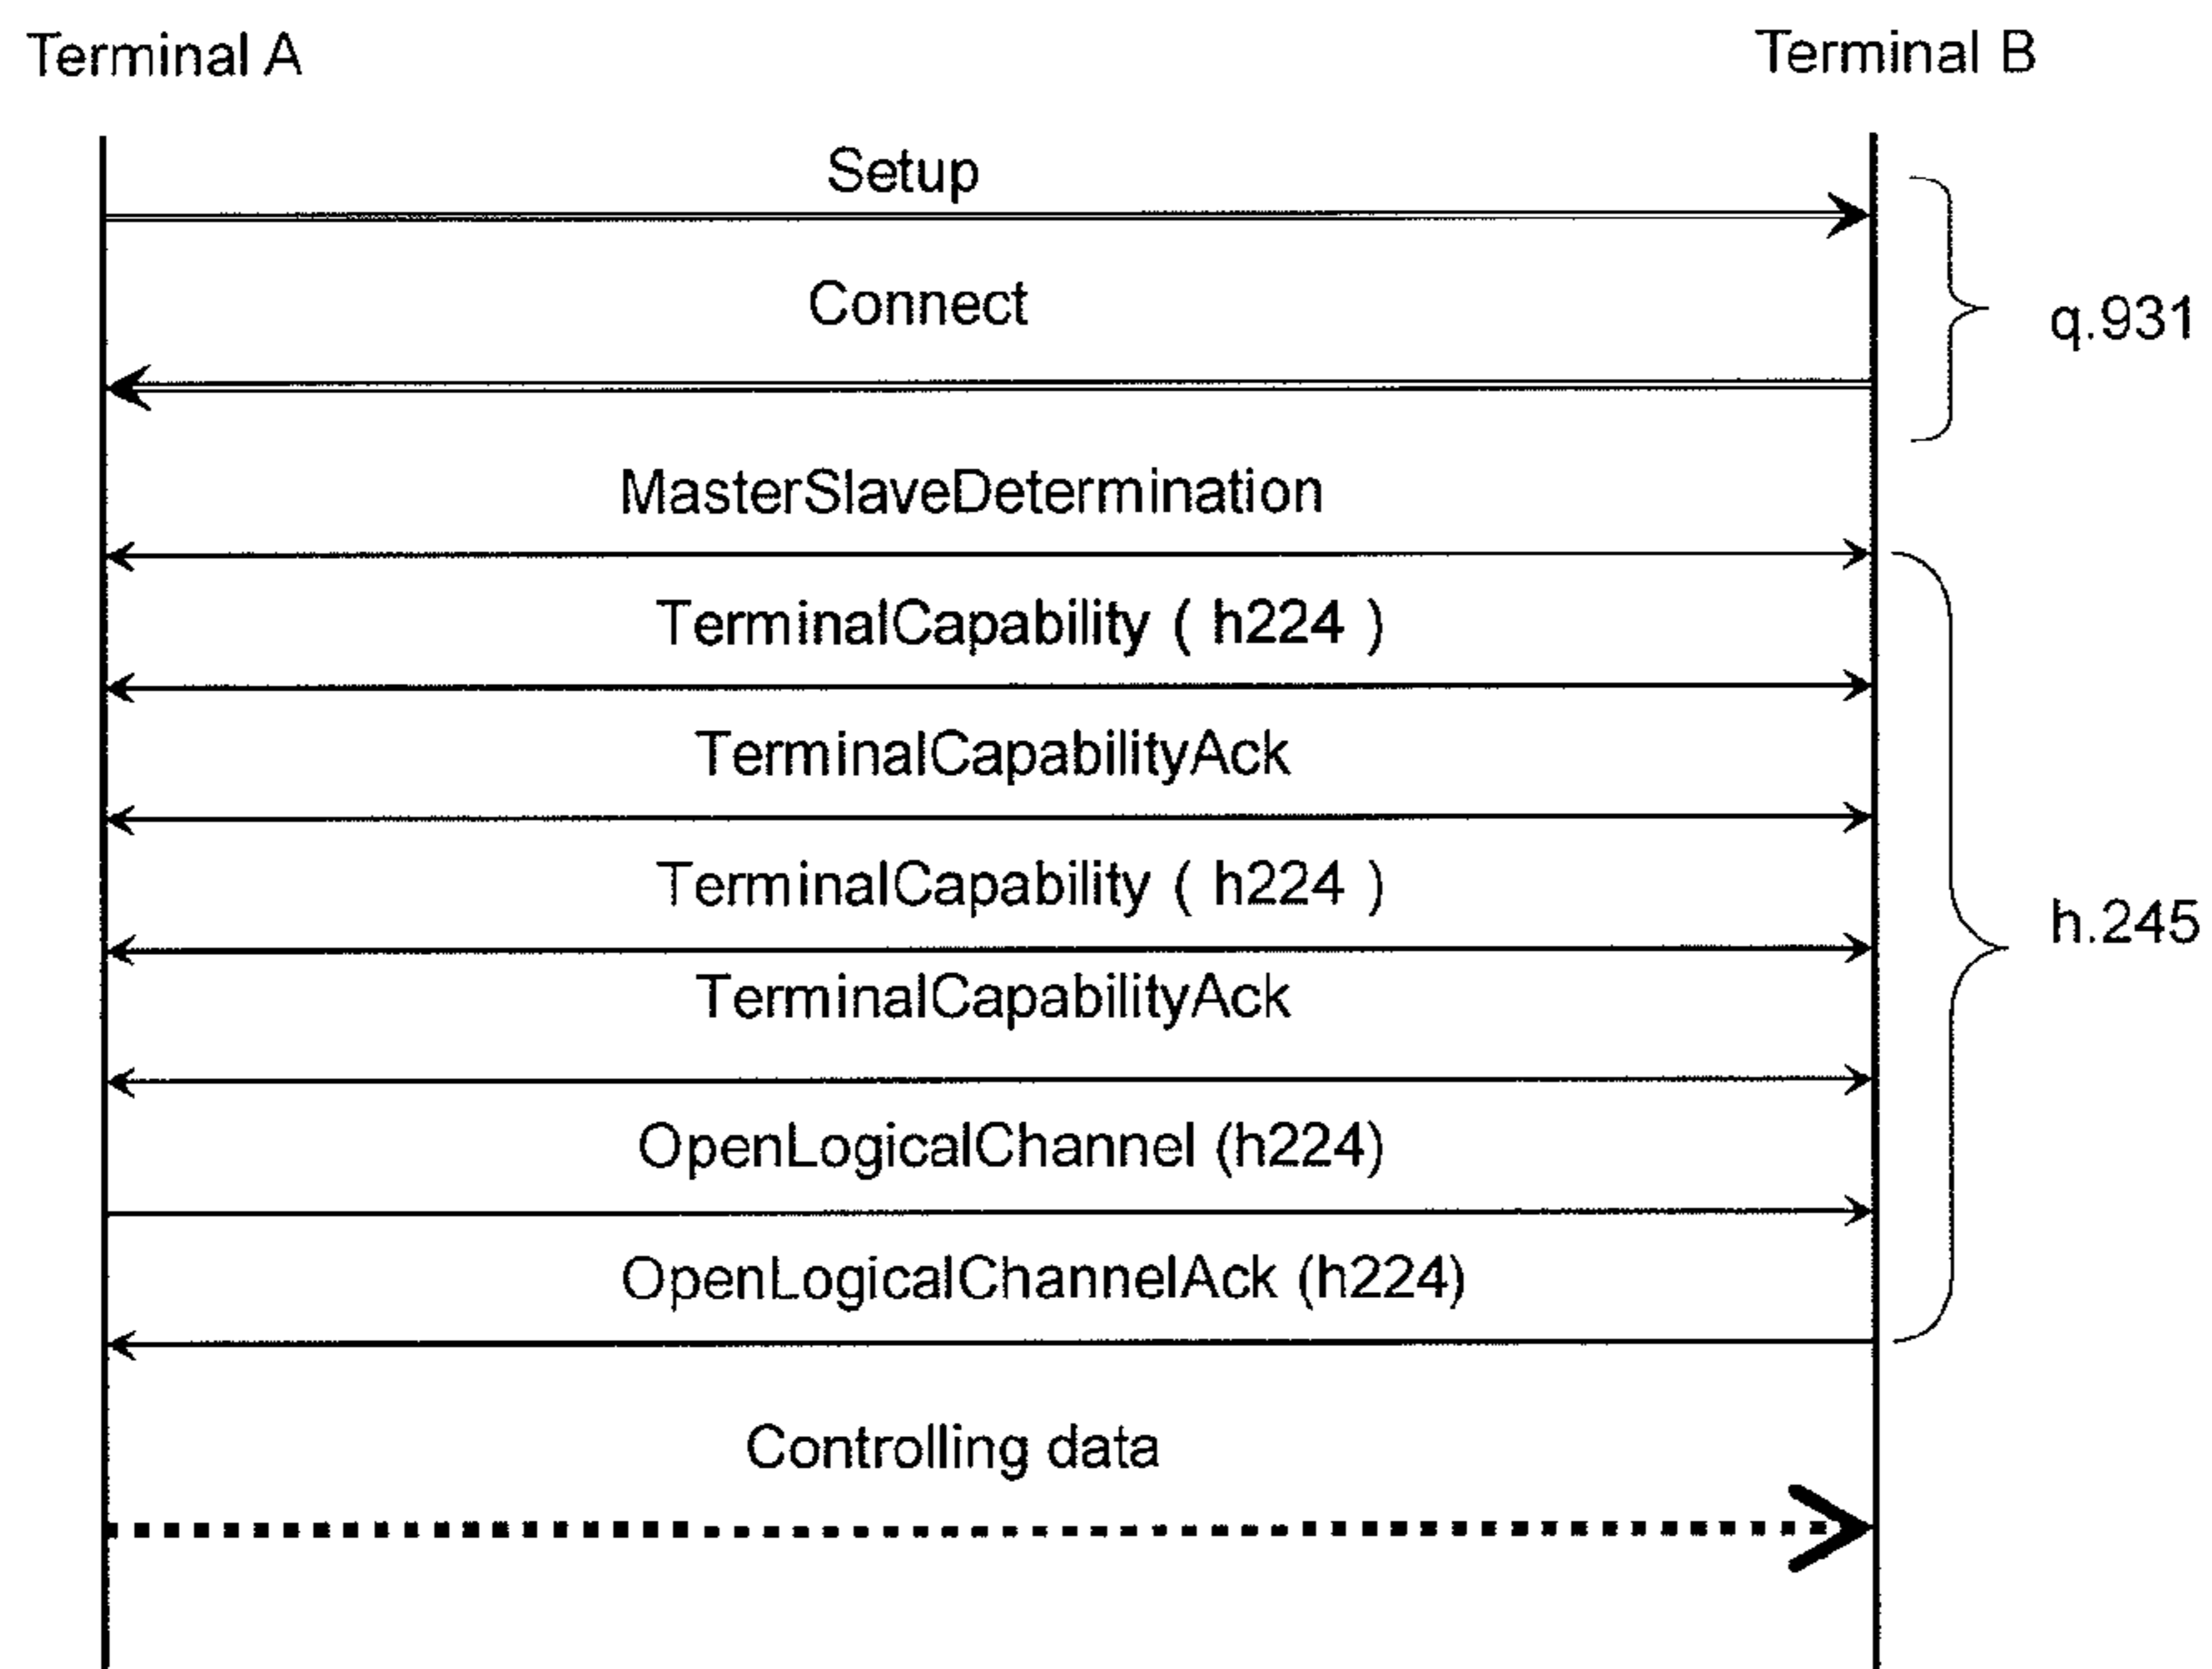 Terminal A
Terminal B
Setup
Connect
q.931
MasterSlaveDetermination
TerminalCapability ( h224 )
TerminalCapabilityAck
TerminalCapability ( h224 )
h.245
TerminalCapabilityAck
OpenLogicalChannel (h224)
OpenLogicalChannelAck (h224)
Controlling data